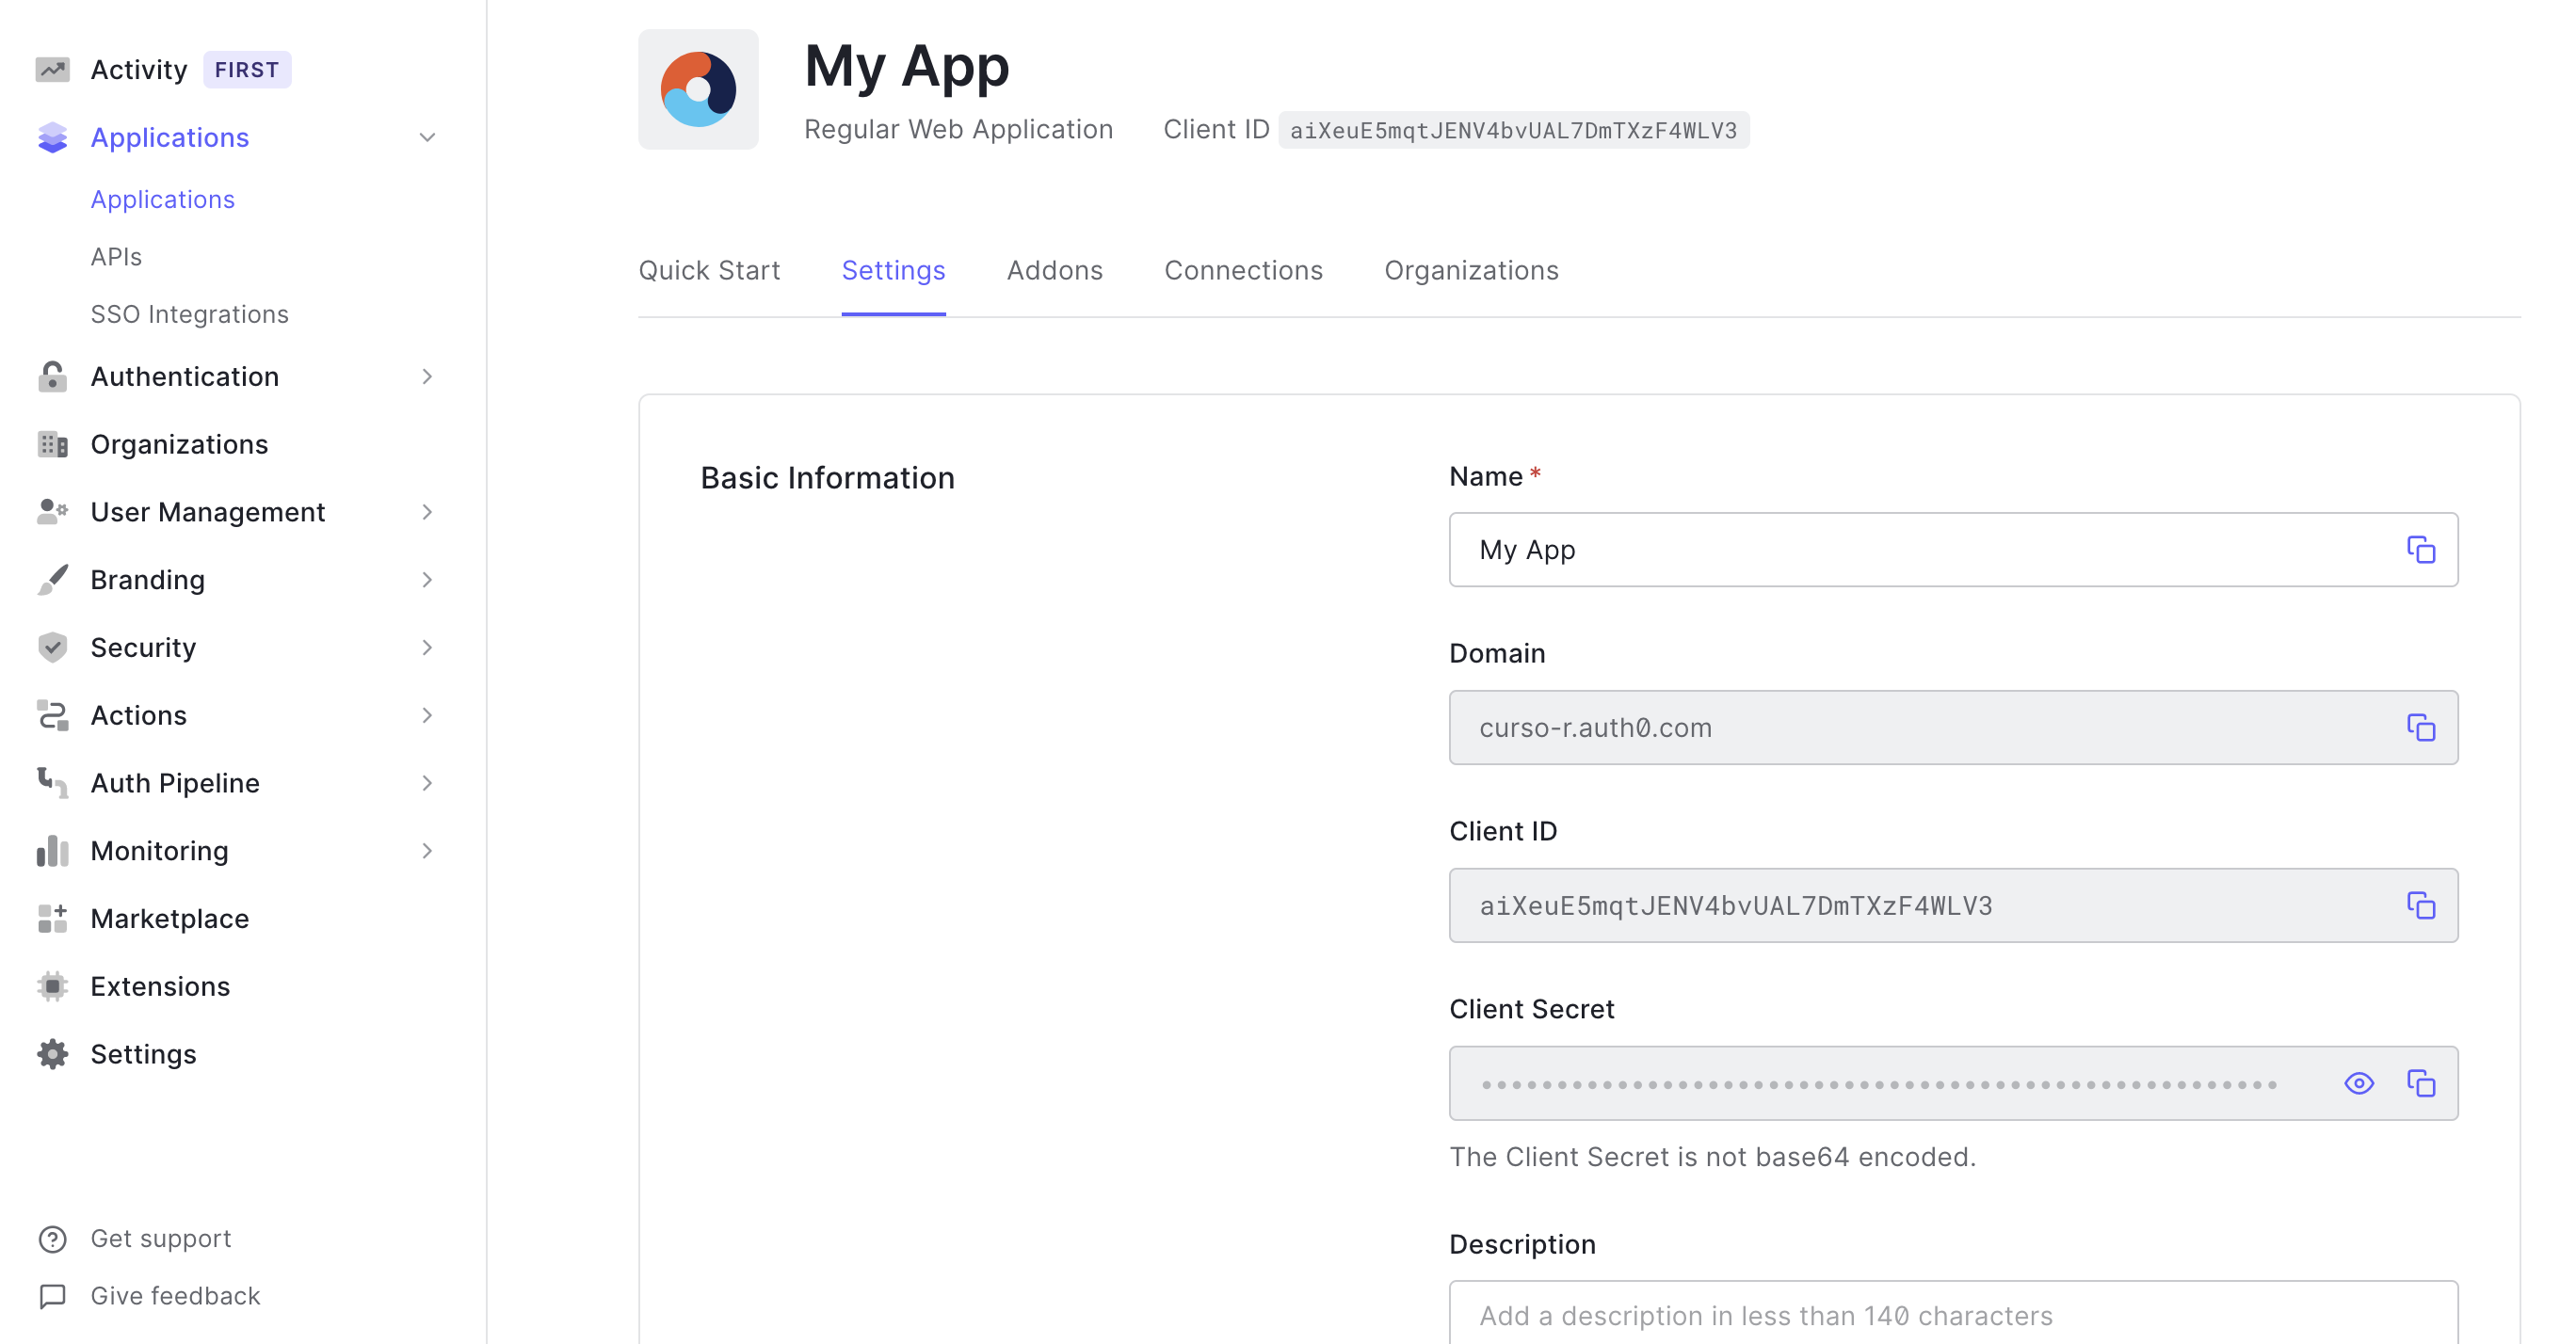 Activity FIRST
Applications
Applications
APIs
SSO Integrations
Authentication
Organizations
User Management
Branding
Security
Actions
Auth Pipeline
Monitoring
Marketplace
Extensions
Settings
Get support
Give feedback
My App
Regular Web Application Client ID aiXeuE5mqtJENV4bvUAL7DmTXzF4WLV3
Quick Start Settings Addons Connections Organizations
Basic Information
Name *
My App
Domain
curso-r.auth0.com
Client ID
aiXeuE5mqtJENV4bvUAL7DmTXzF4WLV3
Client Secret
•••••••••••••••••••••••••••••••••••••••••••••••••••••
The Client Secret is not base64 encoded.
Description
Add a description in less than 140 characters